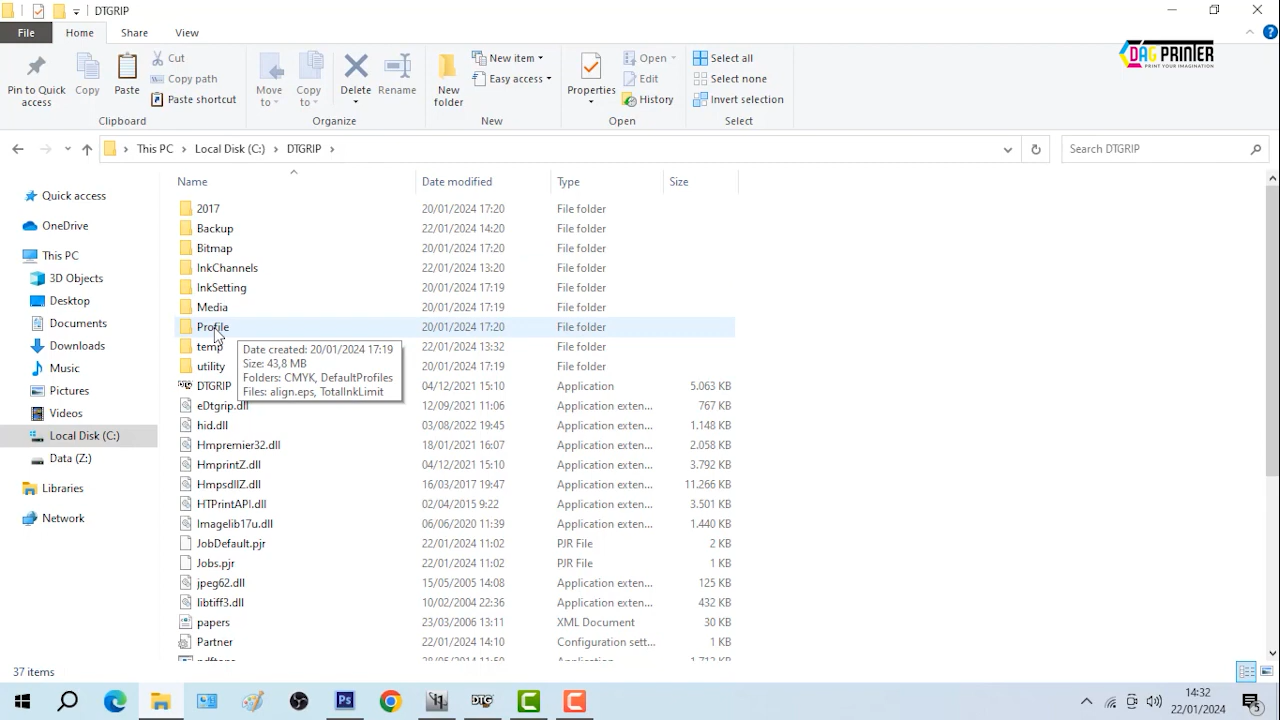 DTGRIP
File Home Share View
DÁG PRINTER
PRINT YOUR IMAGINATION
Pin to Quick access
Copy
Paste
Cut
Copy path
Paste shortcut
Clipboard
Move to
Copy to
Delete
Rename
Organize
New folder
New item
Easy access
New
Properties
Open
Edit
History
Open
Select all
Select none
Invert selection
Select
This PC > Local Disk (C:) > DTGRIP >
Search DTGRIP
Quick access
OneDrive
This PC
3D Objects
Desktop
Documents
Downloads
Music
Pictures
Videos
Local Disk (C:)
Data (Z:)
Libraries
Network
Name Date modified Type Size
2017 20/01/2024 17:20 File folder
Backup 22/01/2024 14:20 File folder
Bitmap 20/01/2024 17:20 File folder
InkChannels 22/01/2024 13:20 File folder
InkSetting 20/01/2024 17:19 File folder
Media 20/01/2024 17:19 File folder
Profile 20/01/2024 17:20 File folder
temp 22/01/2024 13:32 File folder
utility 20/01/2024 17:19 File folder
DTGRIP 04/12/2021 15:10 Application 5.063 KB
eDtgrip.dll 12/09/2021 11:06 Application exten... 767 KB
hid.dll 03/08/2022 19:45 Application exten... 1.148 KB
Hmpremier32.dll 18/01/2021 16:07 Application exten... 2.058 KB
HmprintZ.dll 04/12/2021 15:10 Application exten... 3.792 KB
HmpsdllZ.dll 16/03/2017 19:47 Application exten... 11.266 KB
HTPrintAPI.dll 02/04/2015 9:22 Application exten... 3.501 KB
Imagelib17u.dll 06/06/2020 11:39 Application exten... 1.440 KB
JobDefault.pjr 22/01/2024 11:02 PJR File 2 KB
Jobs.pjr 22/01/2024 11:02 PJR File 1 KB
jpeg62.dll 15/05/2005 14:08 Application exten... 125 KB
libtiff3.dll 10/02/2004 22:36 Application exten... 432 KB
papers 23/03/2006 13:11 XML Document 30 KB
Partner 22/01/2024 14:10 Configuration sett... 1 KB
Date created: 20/01/2024 17:19
Size: 43,8 MB
Folders: CMYK, DefaultProfiles
Files: align.eps, TotalInkLimit
37 items
Ps
DTG
C
C
14:32
22/01/2024
5